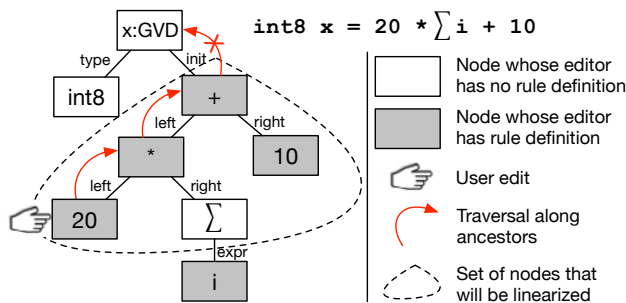 x:GVD
int8 x = 20 * ∑ i + 10
type
init
int8
+
left
right
*
10
left
right
20
∑
expr
i
Node whose editor
has no rule definition
Node whose editor
has rule definition
User edit
Traversal along
ancestors
Set of nodes that
will be linearized